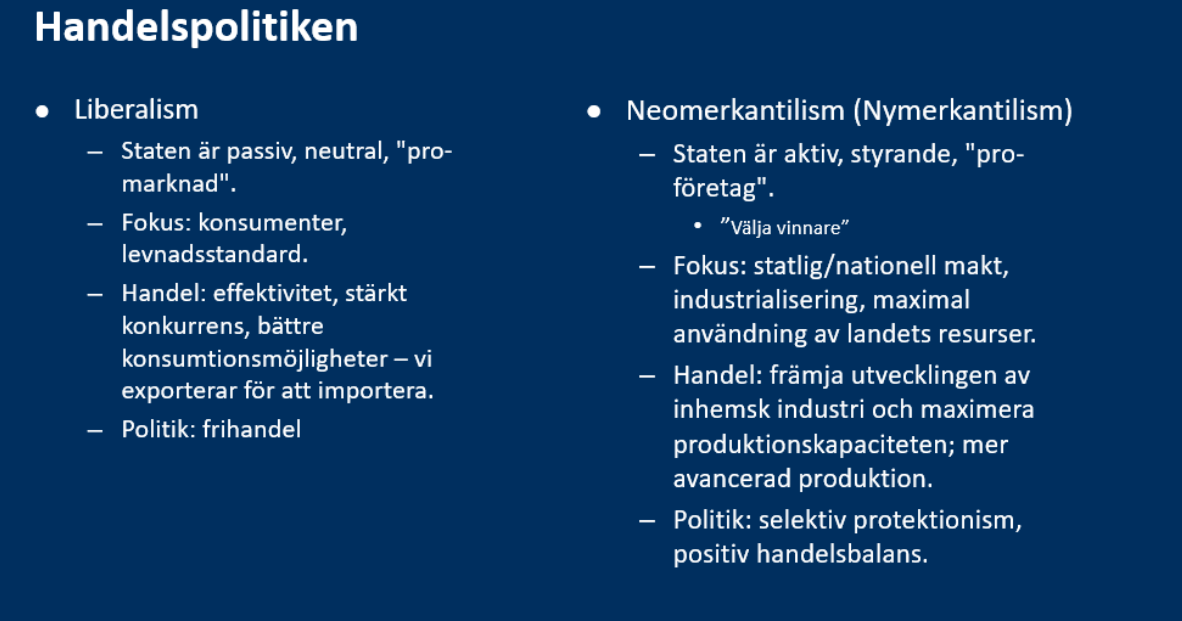 Handelspolitiken
● Liberalism
– Staten är passiv, neutral, "pro-
marknad".
– Fokus: konsumenter,
levnadsstandard.
– Handel: effektivitet, stärkt
konkurrens, bättre
konsumtionsmöjligheter – vi
exporterar för att importera.
– Politik: frihandel
● Neomerkantilism (Nymerkantilism)
– Staten är aktiv, styrande, "pro-
företag".
• ”Välja vinnare”
– Fokus: statlig/nationell makt,
industrialisering, maximal
användning av landets resurser.
– Handel: främja utvecklingen av
inhemsk industri och maximera
produktionskapaciteten; mer
avancerad produktion.
– Politik: selektiv protektionism,
positiv handelsbalans.